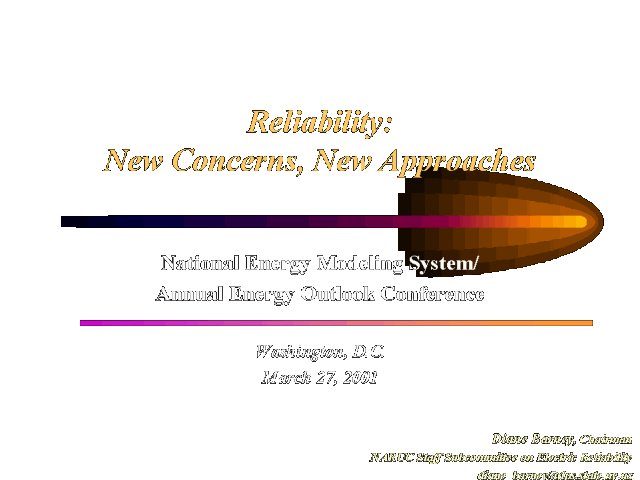 Reliability:
New Concerns, New Approaches
National Energy Modeling System/
Annual Energy Outlook Conference
Washington, D.C.
March 27, 2001
Diane Barney, Chairman
NARUC Staff Subcommittee on Electric Reliability